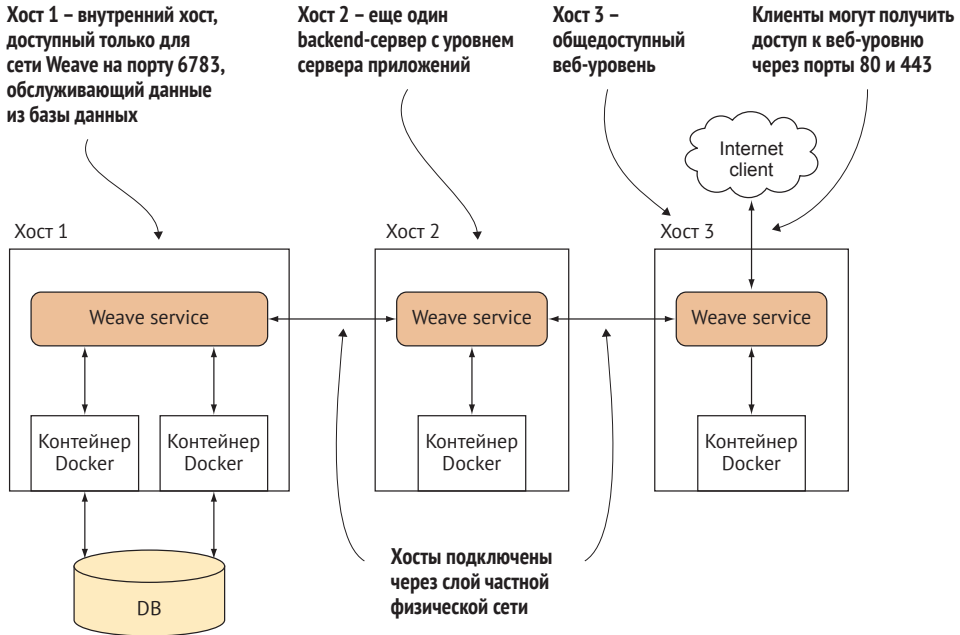 Хост 1 – внутренний хост,
доступный только для
сети Weave на порту 6783,
обслуживающий данные
из базы данных
Хост 2 – еще один
backend-сервер с уровнем
сервера приложений
Хост 3 –
общедоступный
веб-уровень
Клиенты могут получить
доступ к веб-уровню
через порты 80 и 443
Internet
client
Хост 1
Хост 2
Хост 3
Weave service
Weave service
Weave service
Контейнер
Docker
Контейнер
Docker
Контейнер
Docker
Контейнер
Docker
Хосты подключены
через слой частной
физической сети
DB